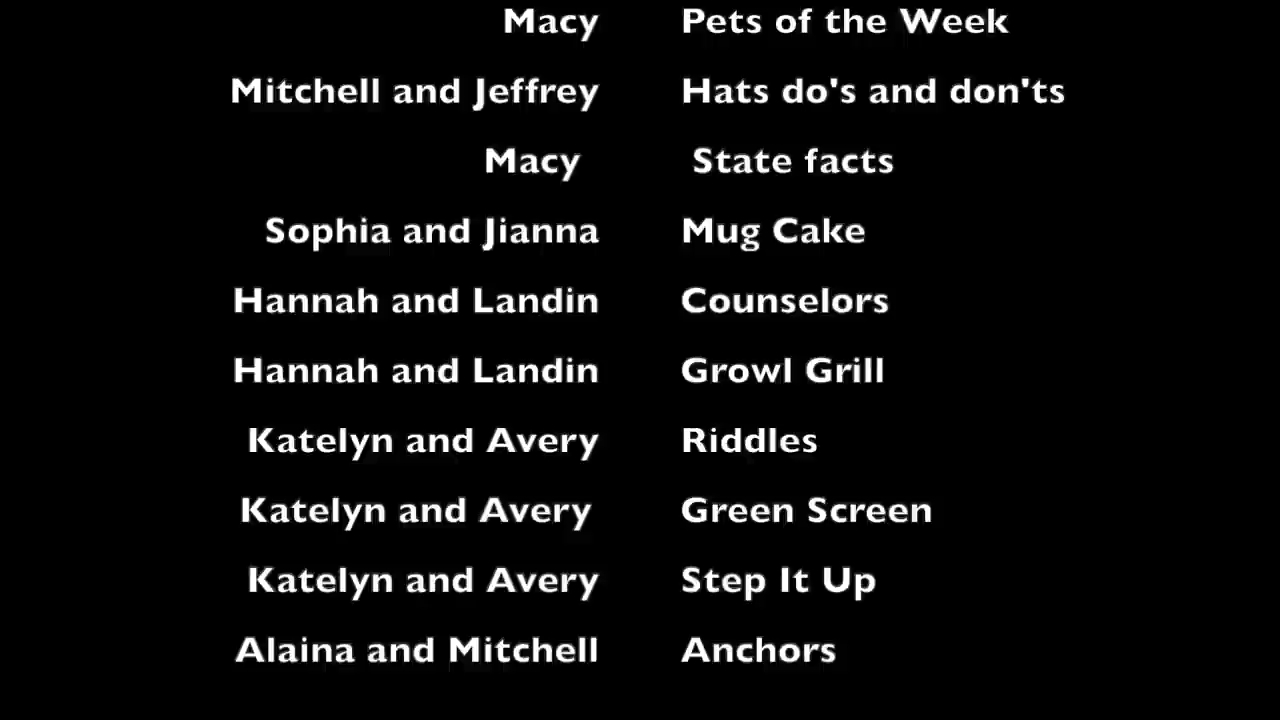 Macy Pets of the Week
Mitchell and Jeffrey Hats do's and don'ts
Macy State facts
Sophia and Jianna Mug Cake
Hannah and Landin Counselors
Hannah and Landin Growl Grill
Katelyn and Avery Riddles
Katelyn and Avery Green Screen
Katelyn and Avery Step It Up
Alaina and Mitchell Anchors